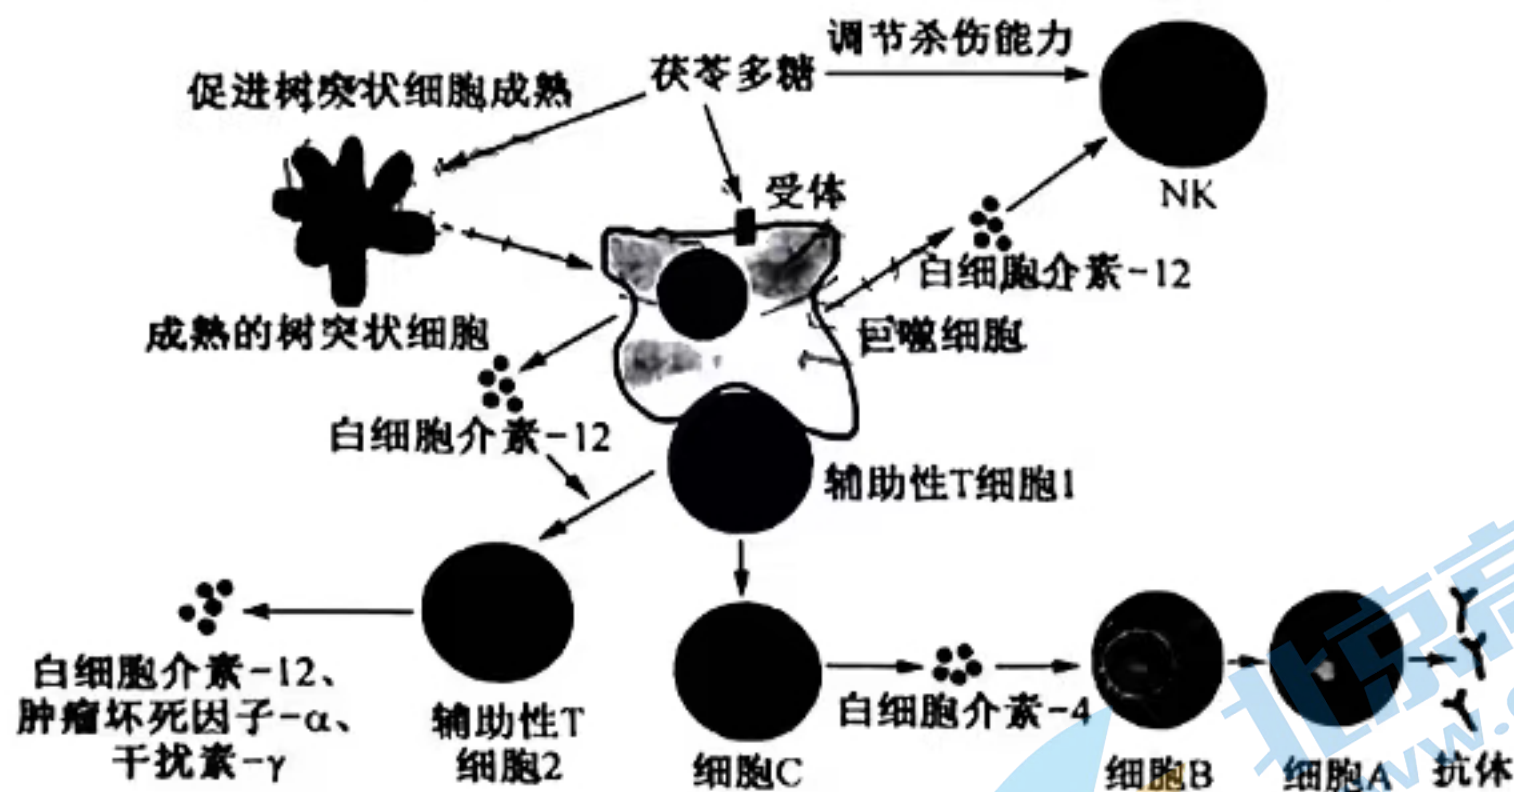 调节杀伤能力
茯苓多糖
促进树突状细胞成熟
NK
受体
白细胞介素-12
巨噬细胞
成熟的树突状细胞
白细胞介素-12
辅助性T细胞1
白细胞介素-12、
肿瘤坏死因子-α、
干扰素-γ
辅助性T
细胞2
细胞C
白细胞介素-4
细胞B
细胞A
抗体
北京高